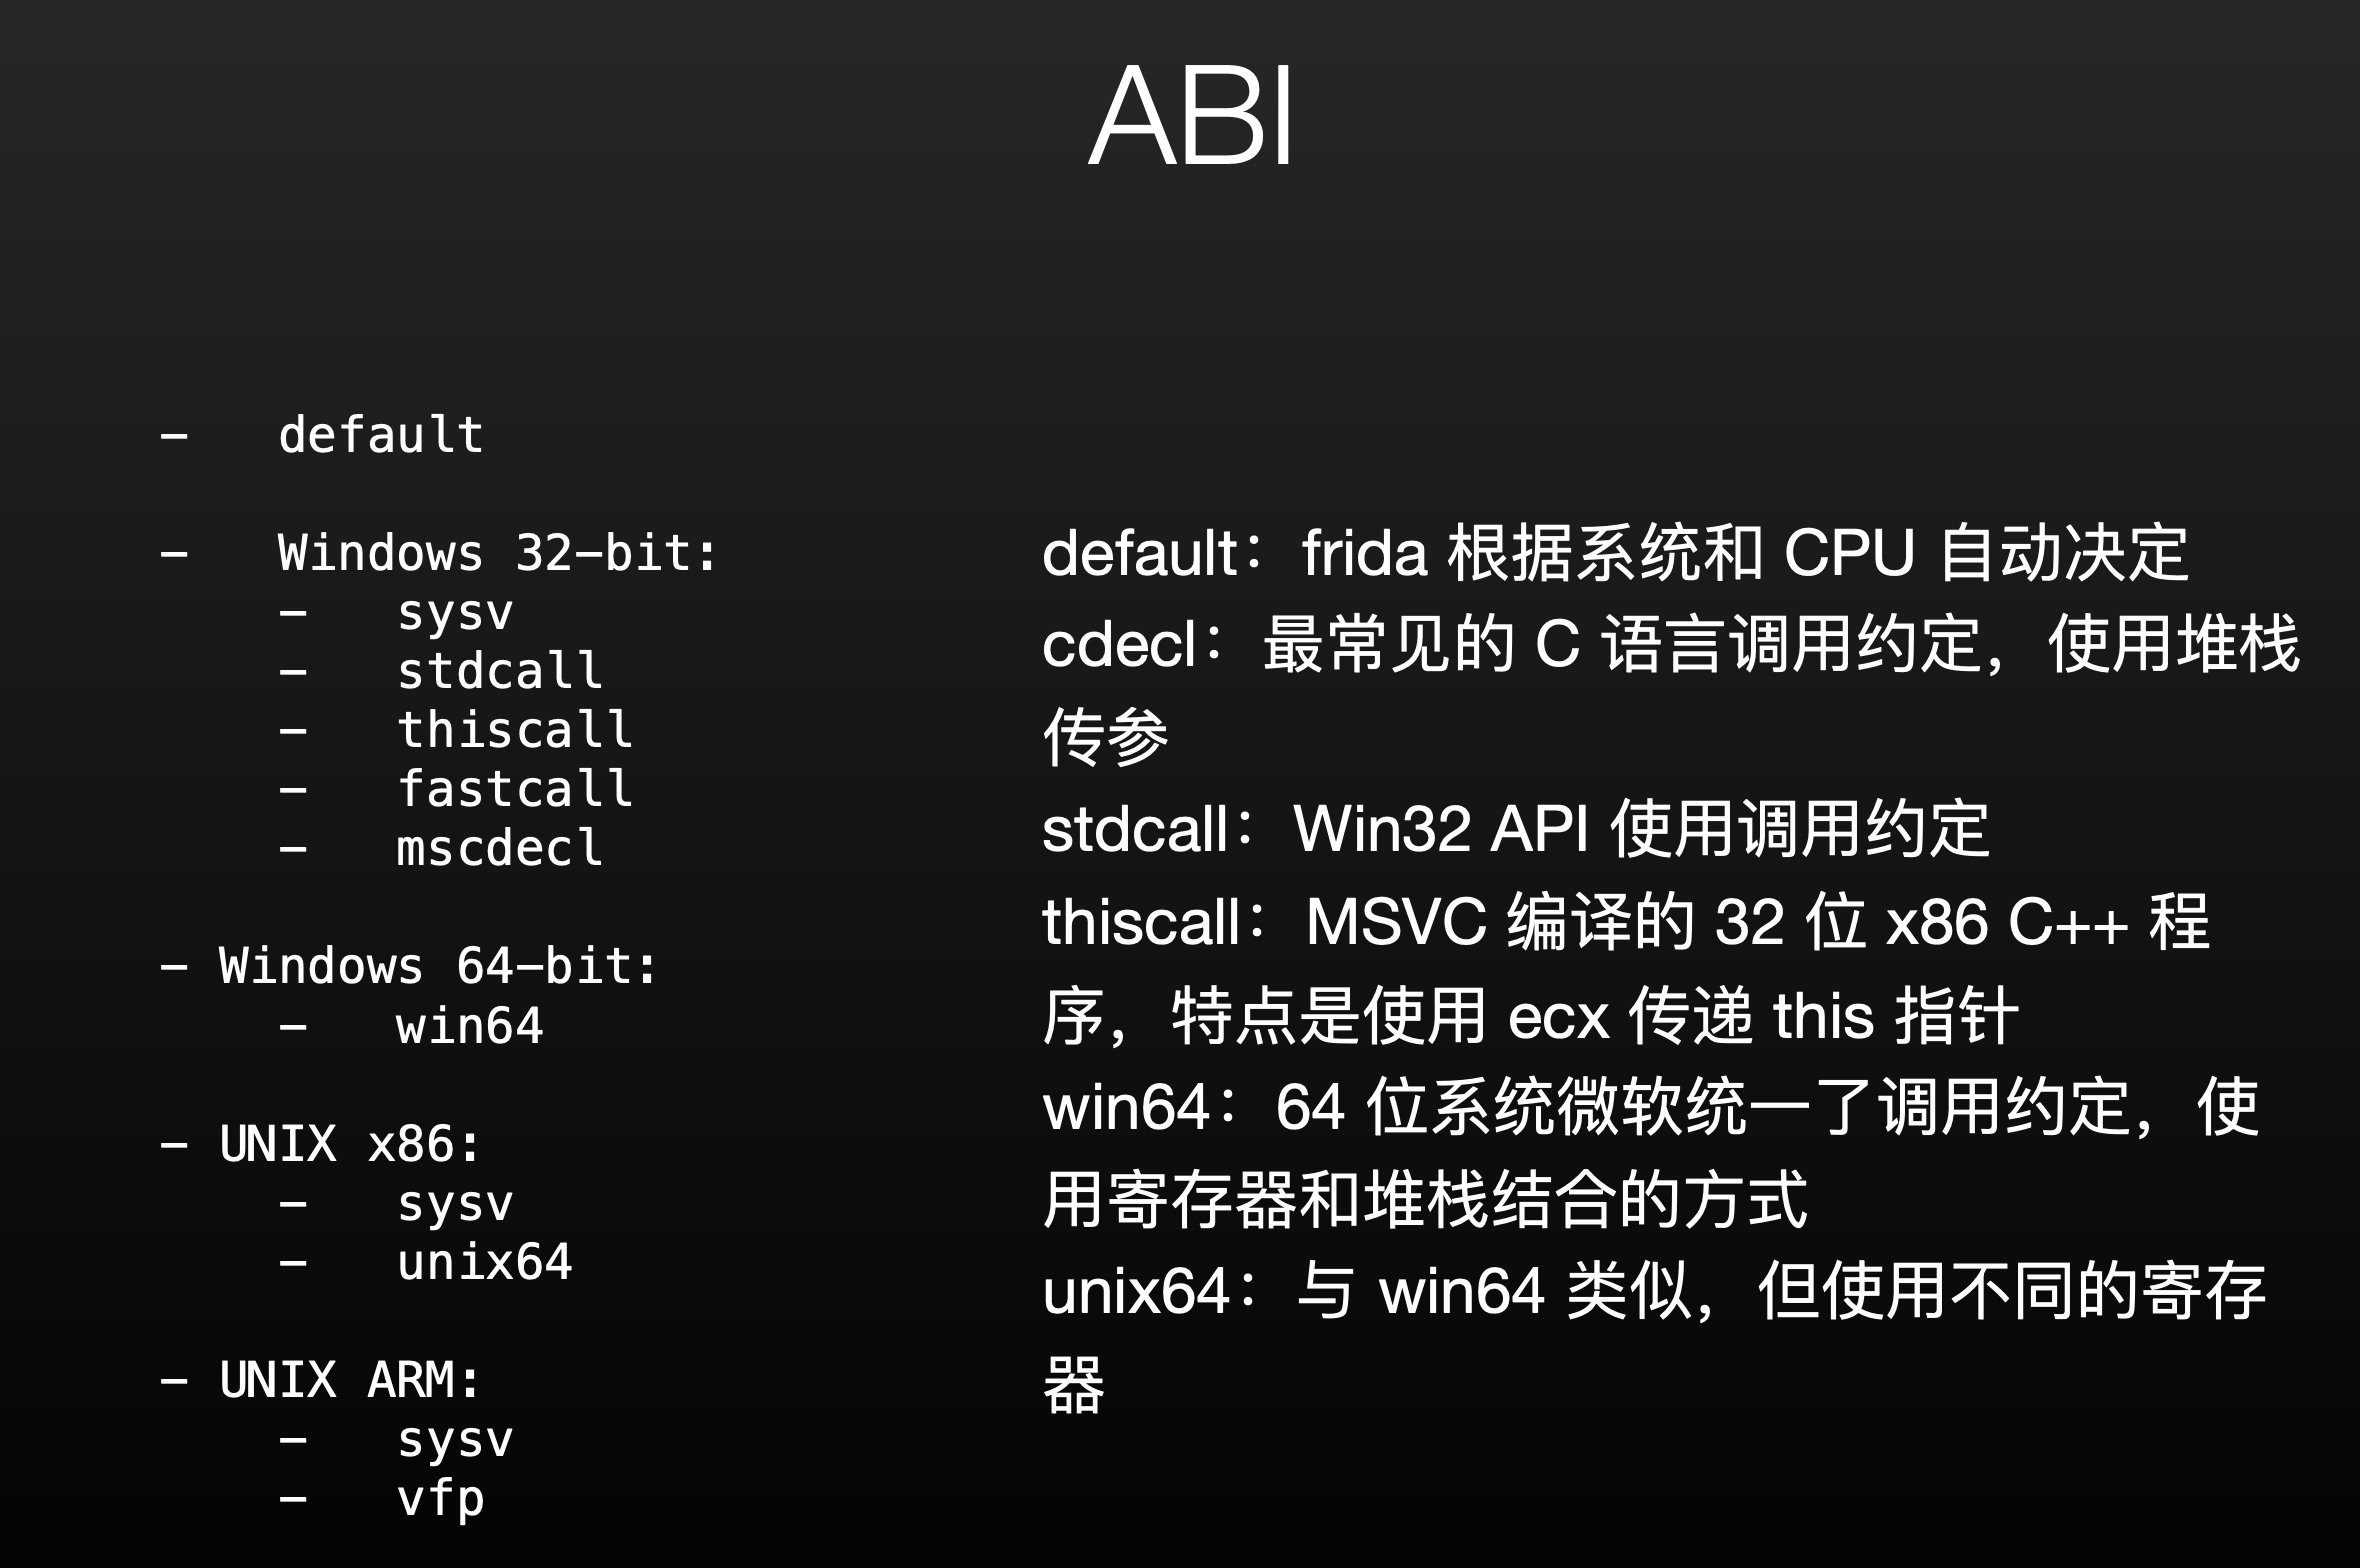 ABI
- default
- Windows 32-bit:
- sysv
- stdcall
- thiscall
- fastcall
- mscdecl
- Windows 64-bit:
- win64
- UNIX x86:
- sysv
- unix64
- UNIX ARM:
- sysv
- vfp
default：frida 根据系统和 CPU 自动决定
cdecl：最常见的 C 语言调用约定，使用堆栈
传参
stdcall：Win32 API 使用调用约定
thiscall：MSVC 编译的 32 位 x86 C++ 程
序，特点是使用 ecx 传递 this 指针
win64：64 位系统微软统一了调用约定，使
用寄存器和堆栈结合的方式
unix64：与 win64 类似，但使用不同的寄存
器